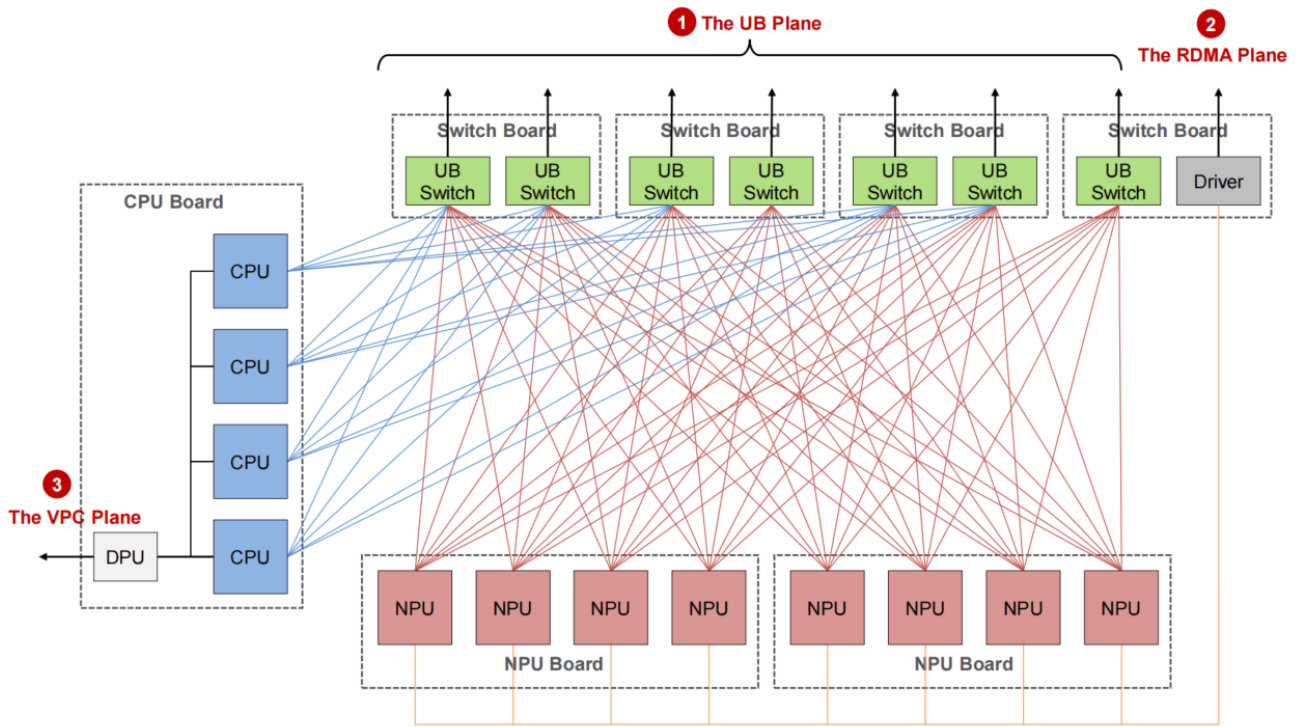 1 The UB Plane
2
The RDMA Plane
Switch Board
Switch Board
Switch Board
Switch Board
UB
Switch
UB
Switch
UB
Switch
UB
Switch
UB
Switch
UB
Switch
UB
Switch
Driver
CPU Board
CPU
CPU
CPU
CPU
3
The VPC Plane
DPU
NPU
NPU
NPU
NPU
NPU
NPU
NPU
NPU
NPU Board
NPU Board